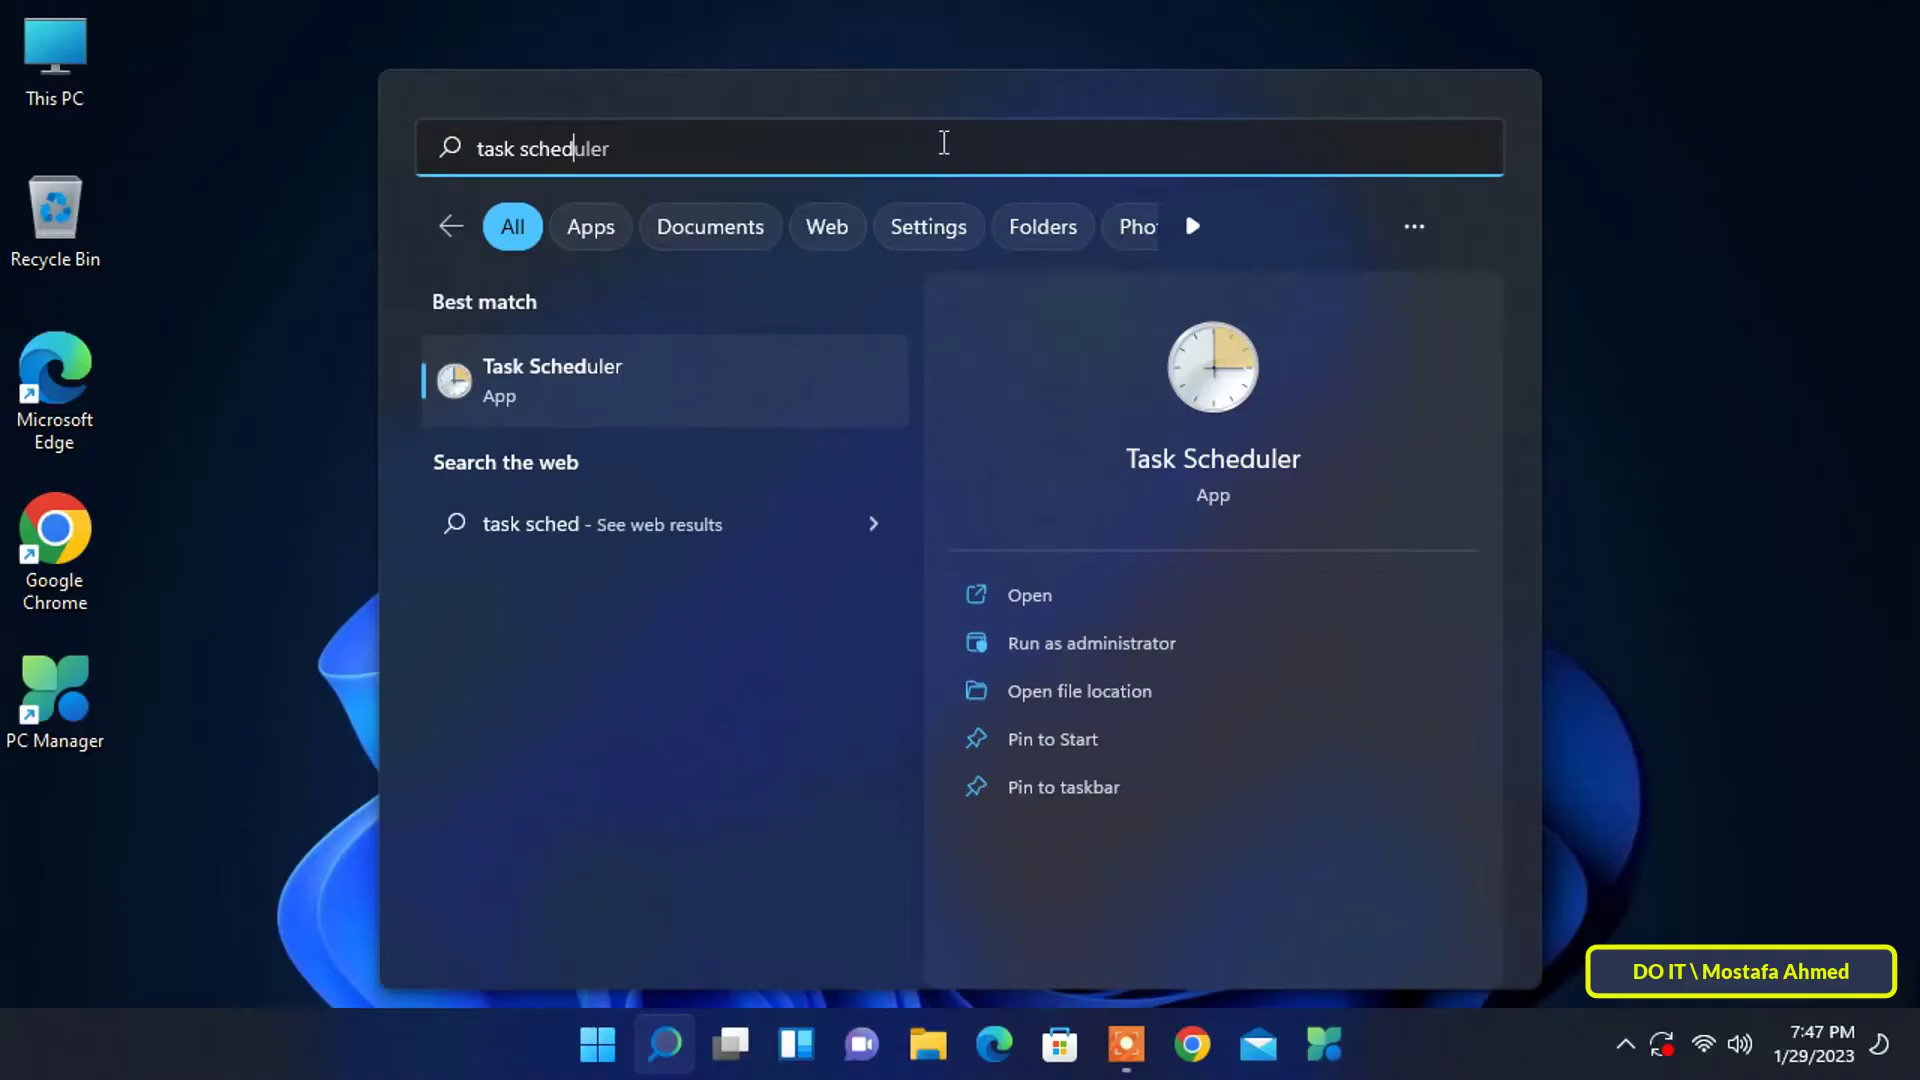 This PC
Recycle Bin
Microsoft
Edge
Google
Chrome
PC Manager
task scheduler
All
Apps
Documents
Web
Settings
Folders
Pho
Best match
Task Scheduler
App
Search the web
task sched - See web results
Task Scheduler
App
Open
Run as administrator
Open file location
Pin to Start
Pin to taskbar
DO IT \ Mostafa Ahmed
7:47 PM
1/29/2023